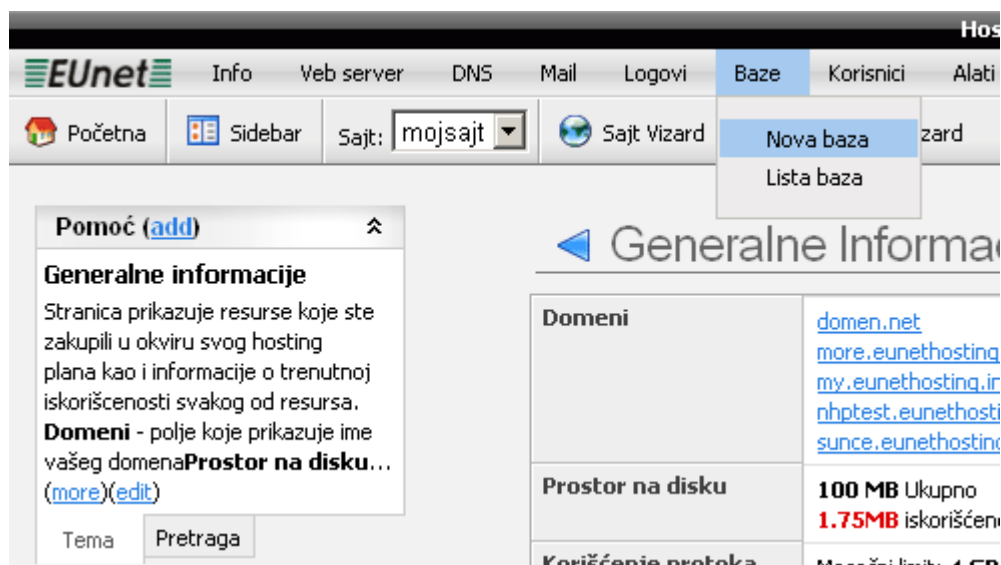 Hos
EUnet Info Veb server DNS Mail Logovi Baze Korisnici Alati
Početna Sidebar Sajt: mojsajt Sajt Vizard zard
Nova baza
Lista baza
Pomoć (add)
Generalne informacije
Stranica prikazuje resurse koje ste
zakupili u okviru svog hosting
plana kao i informacije o trenutnoj
iskorišcenosti svakog od resursa.
Domeni - polje koje prikazuje ime
vašeg domenaProstor na disku...
(more)(edit)
Tema Pretraga
Generalne Informac
Domeni
domen.net
more.eunethosting
my.eunethosting.in
nhptest.eunethosti
sunce.eunethosting
Prostor na disku
100 MB Ukupno
1.75MB iskorišćeno
Korišćenje protoka